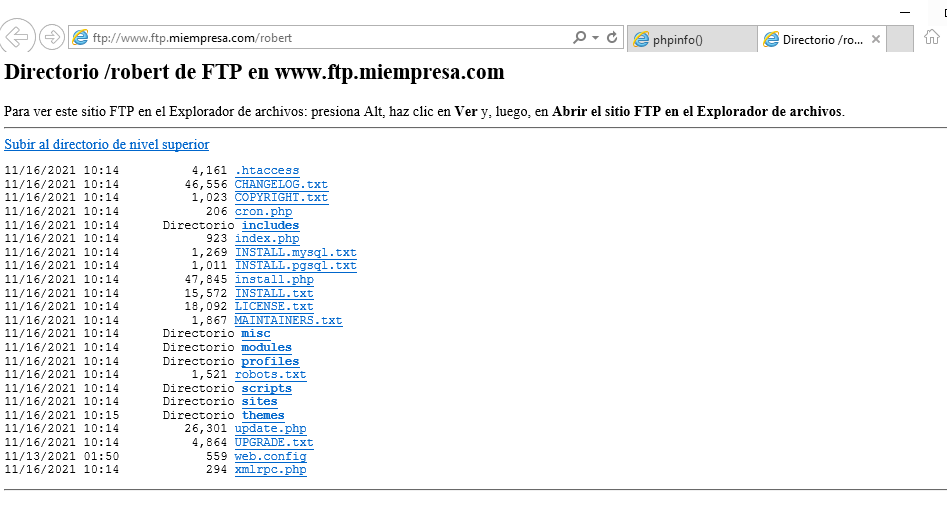 ftp://www.ftp.miempresa.com/robert
phpinfo()
Directorio /ro...
Directorio /robert de FTP en www.ftp.miempresa.com
Para ver este sitio FTP en el Explorador de archivos: presiona Alt, haz clic en Ver y, luego, en Abrir el sitio FTP en el Explorador de archivos.
Subir al directorio de nivel superior
11/16/2021 10:14 4,161 .htaccess
11/16/2021 10:14 46,556 CHANGELOG.txt
11/16/2021 10:14 1,023 COPYRIGHT.txt
11/16/2021 10:14 206 cron.php
11/16/2021 10:14 Directorio includes
11/16/2021 10:14 923 index.php
11/16/2021 10:14 1,269 INSTALL.mysql.txt
11/16/2021 10:14 1,011 INSTALL.pgsql.txt
11/16/2021 10:14 47,845 install.php
11/16/2021 10:14 15,572 INSTALL.txt
11/16/2021 10:14 18,092 LICENSE.txt
11/16/2021 10:14 1,867 MAINTAINERS.txt
11/16/2021 10:14 Directorio misc
11/16/2021 10:14 Directorio modules
11/16/2021 10:14 Directorio profiles
11/16/2021 10:14 1,521 robots.txt
11/16/2021 10:14 Directorio scripts
11/16/2021 10:14 Directorio sites
11/16/2021 10:15 Directorio themes
11/16/2021 10:14 26,301 update.php
11/16/2021 10:14 4,864 UPGRADE.txt
11/13/2021 01:50 559 web.config
11/16/2021 10:14 294 xmlrpc.php